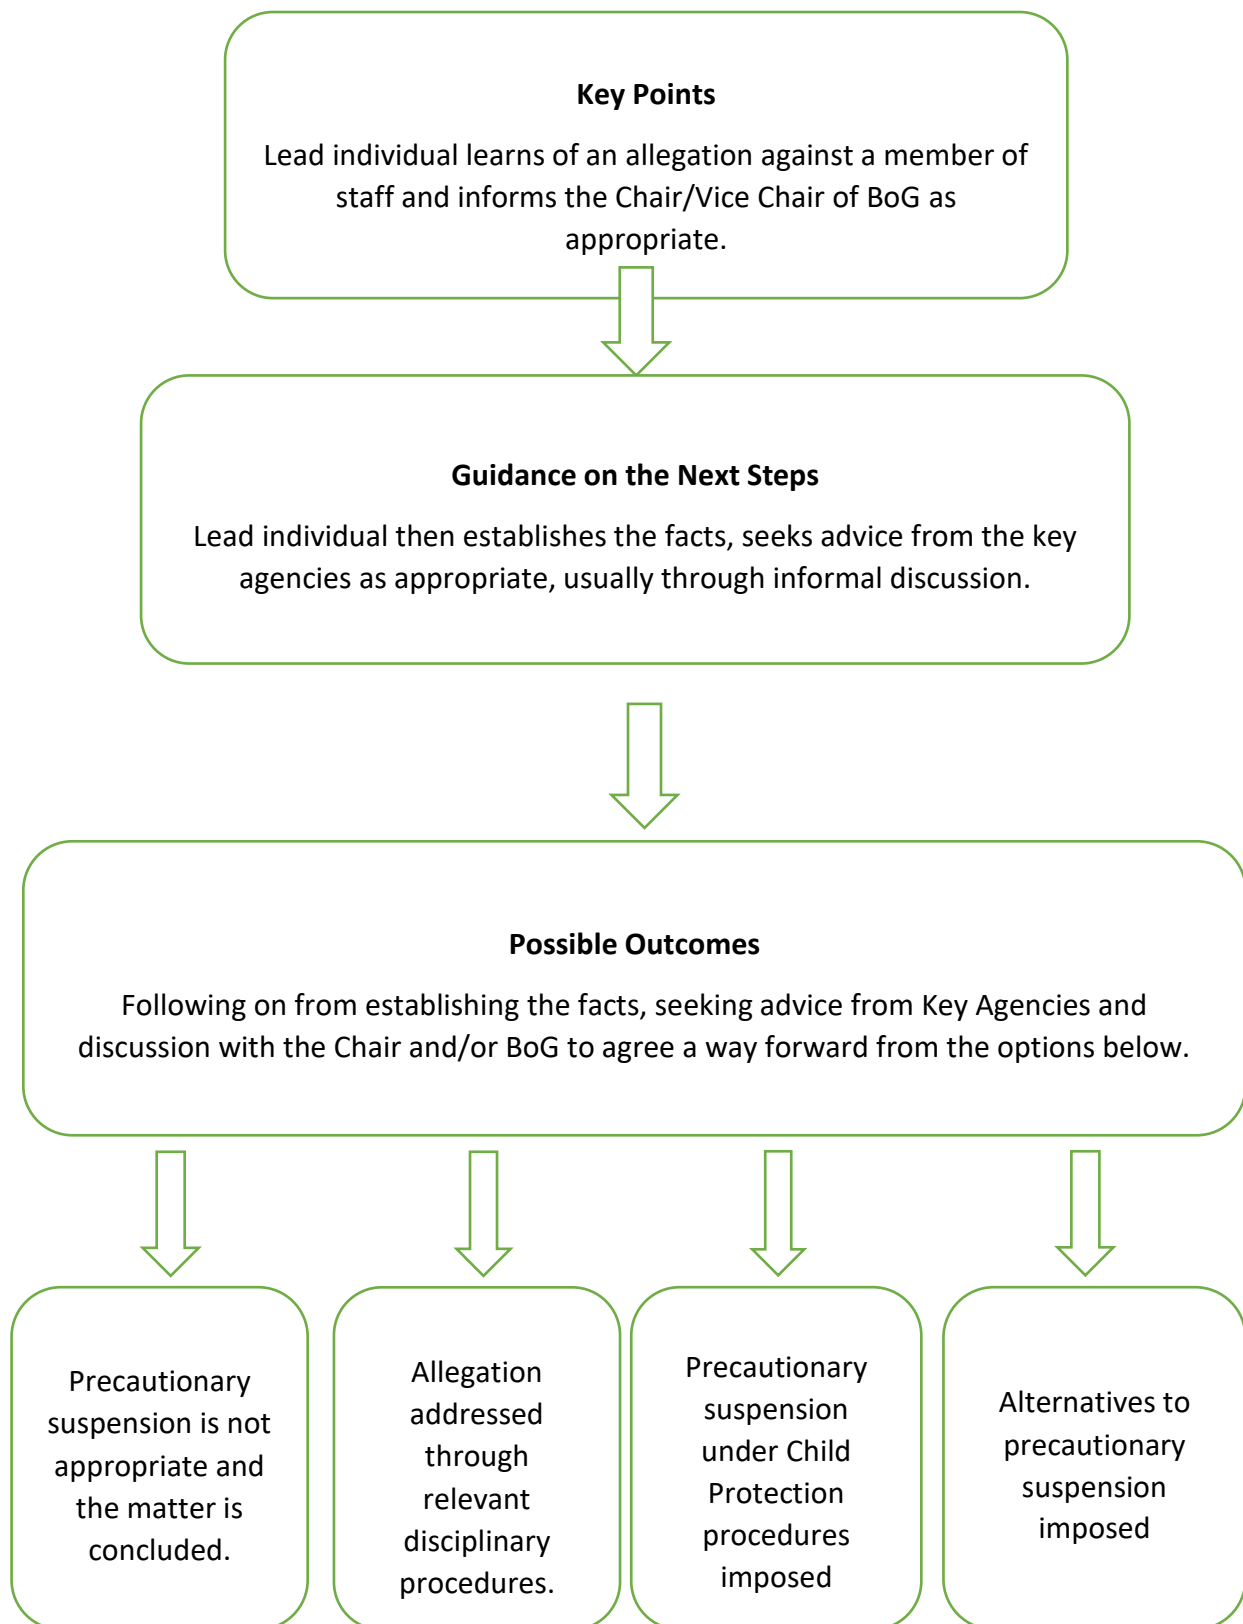 Key Points
Lead individual learns of an allegation against a member of
staff and informs the Chair/Vice Chair of BoG as
appropriate.
Guidance on the Next Steps
Lead individual then establishes the facts, seeks advice from the key
agencies as appropriate, usually through informal discussion.
Possible Outcomes
Following on from establishing the facts, seeking advice from Key Agencies and
discussion with the Chair and/or BoG to agree a way forward from the options below.
Precautionary
suspension is not
appropriate and
the matter is
concluded.
Allegation
addressed
through
relevant
disciplinary
procedures.
Precautionary
suspension
under Child
Protection
procedures
imposed
Alternatives to
precautionary
suspension
imposed